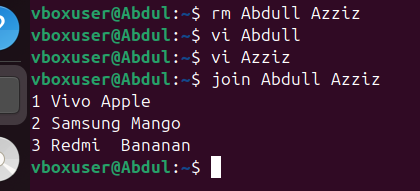 vboxuser@Abdul:~$ rm Abdull Azziz
vboxuser@Abdul:~$ vi Abdull
vboxuser@Abdul:~$ vi Azziz
vboxuser@Abdul:~$ join Abdull Azziz
1 Vivo Apple
2 Samsung Mango
3 Redmi  Bananan
vboxuser@Abdul:~$